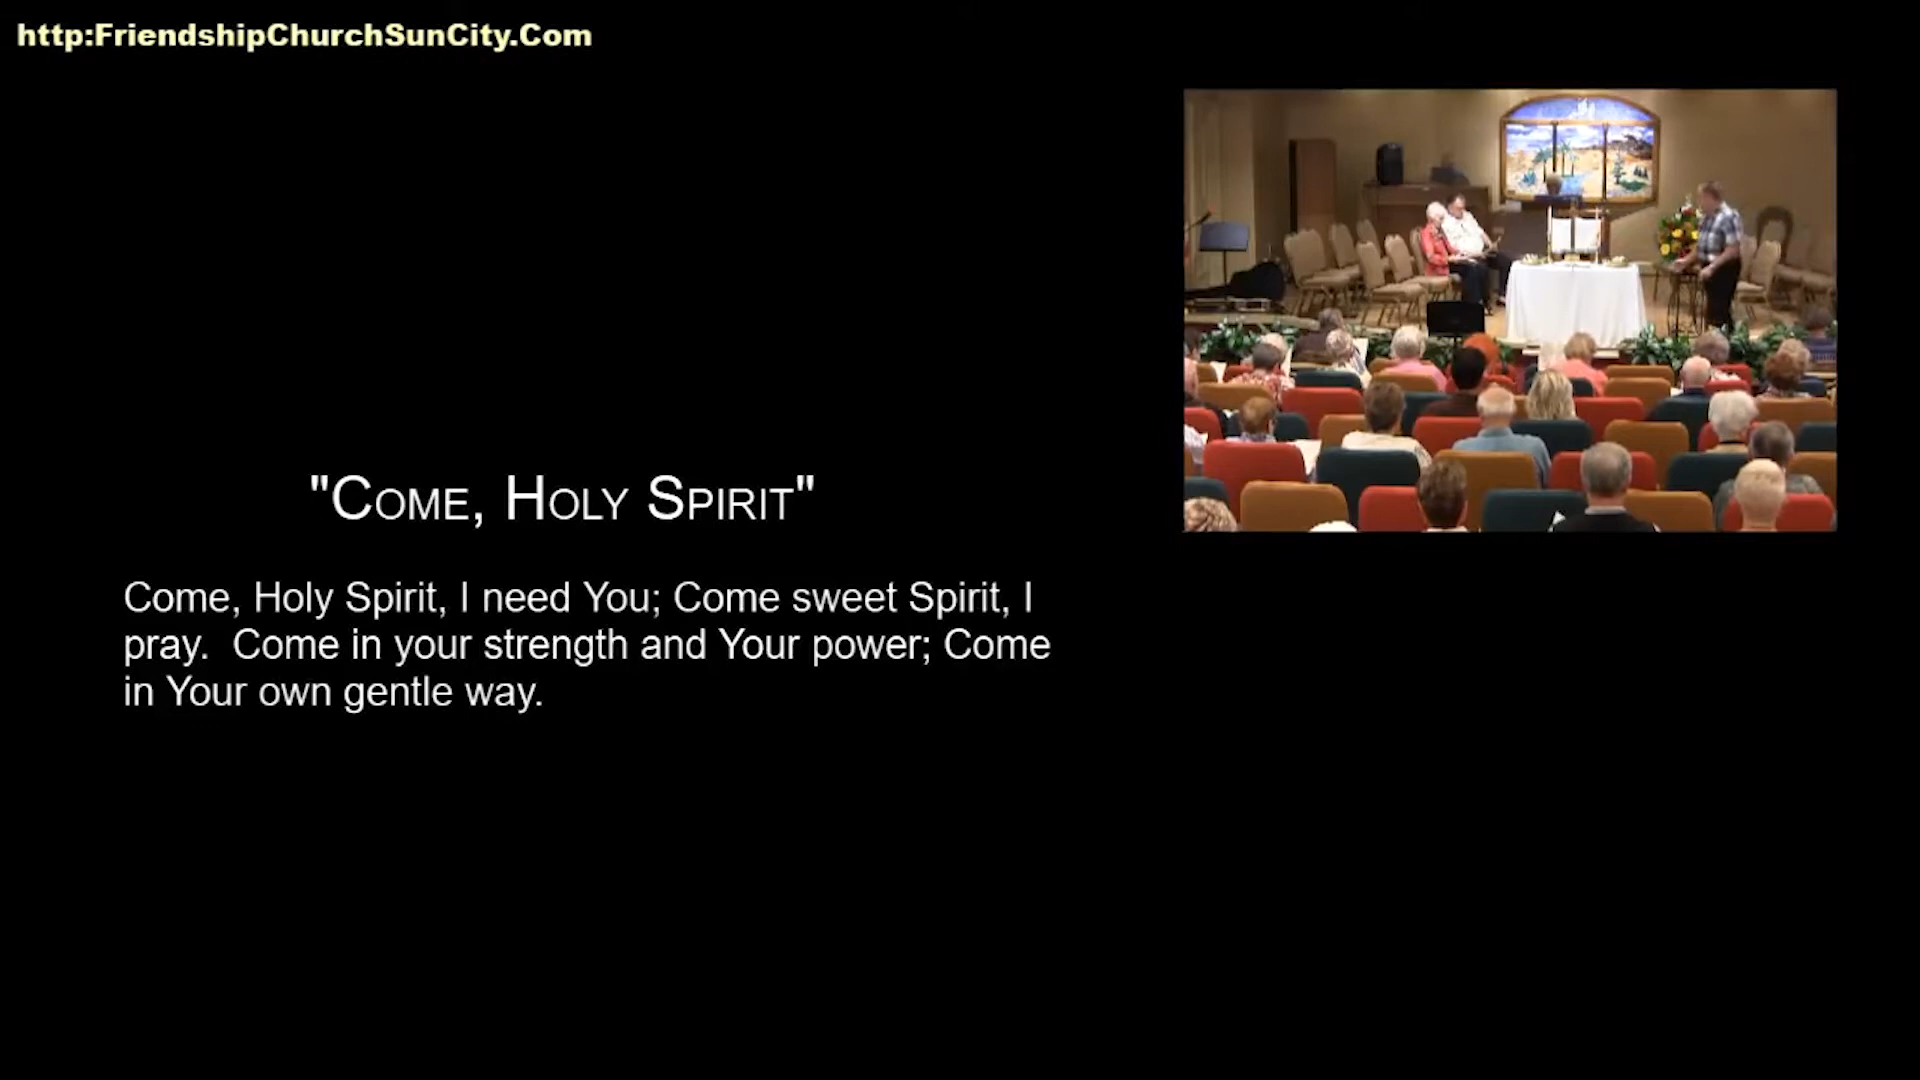 http:FriendshipChurchSunCity.Com
"COME, HOLY SPIRIT"
Come, Holy Spirit, I need You; Come sweet Spirit, I
pray.  Come in your strength and Your power; Come
in Your own gentle way.